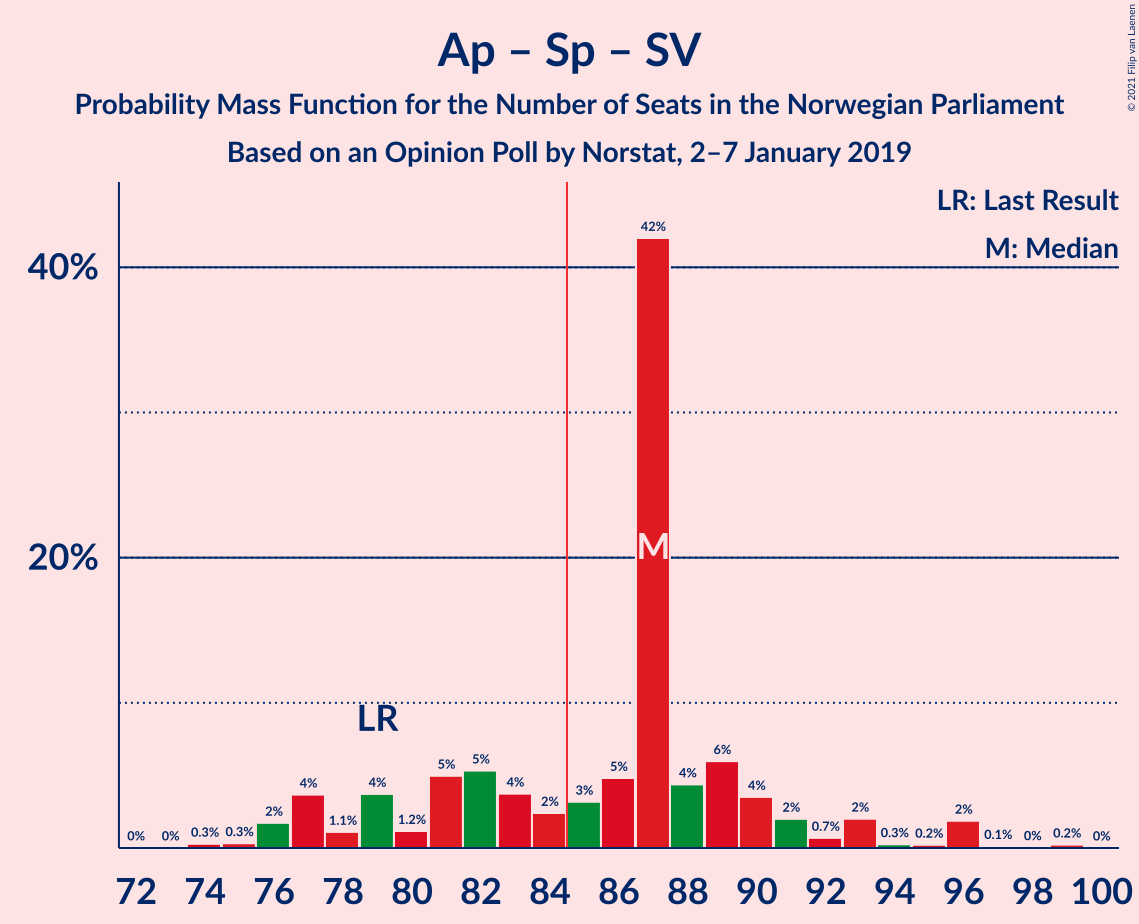 © 2021 Filip van Laenen
Ap – Sp – SV
Probability Mass Function for the Number of Seats in the Norwegian Parliament
Based on an Opinion Poll by Norstat, 2–7 January 2019
LR: Last Result
M: Median
40%
20%
LR
M
0% 0% 0.3% 0.3% 2% 4% 1.1% 4% 1.2% 5% 5% 4% 2% 3% 5% 42% 4% 6% 4% 2% 0.7% 2% 0.3% 0.2% 2% 0.1% 0% 0.2% 0%
72 74 76 78 80 82 84 86 88 90 92 94 96 98 100